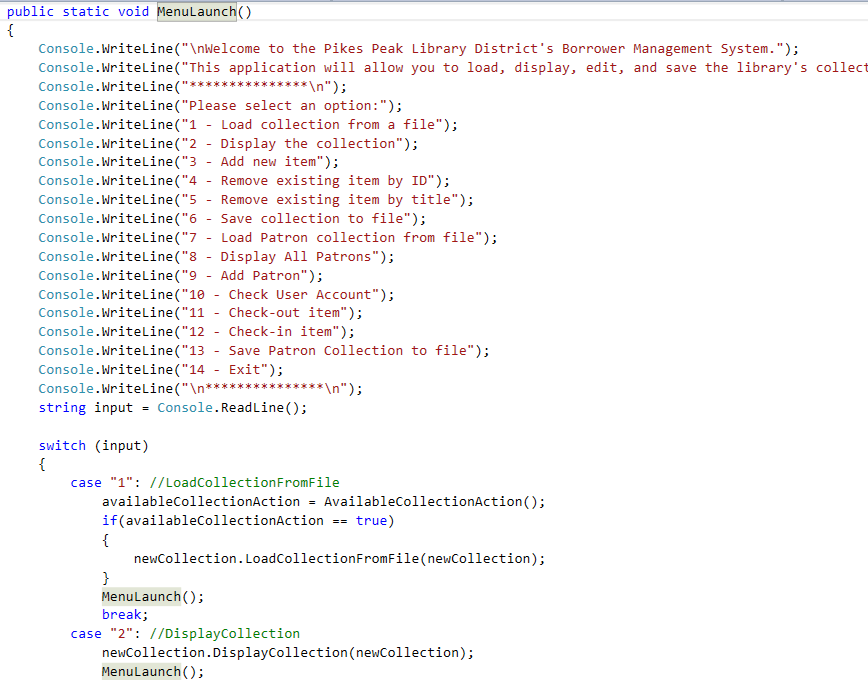 public static void MenuLaunch()
{
Console.WriteLine("\nWelcome to the Pikes Peak Library District's Borrower Management System.");
Console.WriteLine("This application will allow you to load, display, edit, and save the library's collect
Console.WriteLine("***************\n");
Console.WriteLine("Please select an option:");
Console.WriteLine("1 - Load collection from a file");
Console.WriteLine("2 - Display the collection");
Console.WriteLine("3 - Add new item");
Console.WriteLine("4 - Remove existing item by ID");
Console.WriteLine("5 - Remove existing item by title");
Console.WriteLine("6 - Save collection to file");
Console.WriteLine("7 - Load Patron collection from file");
Console.WriteLine("8 - Display All Patrons");
Console.WriteLine("9 - Add Patron");
Console.WriteLine("10 - Check User Account");
Console.WriteLine("11 - Check-out item");
Console.WriteLine("12 - Check-in item");
Console.WriteLine("13 - Save Patron Collection to file");
Console.WriteLine("14 - Exit");
Console.WriteLine("\n***************\n");
string input = Console.ReadLine();
switch (input)
{
case "1": //LoadCollectionFromFile
availableCollectionAction = AvailableCollectionAction();
if(availableCollectionAction == true)
{
newCollection.LoadCollectionFromFile(newCollection);
}
MenuLaunch();
break;
case "2": //DisplayCollection
newCollection.DisplayCollection(newCollection);
MenuLaunch();